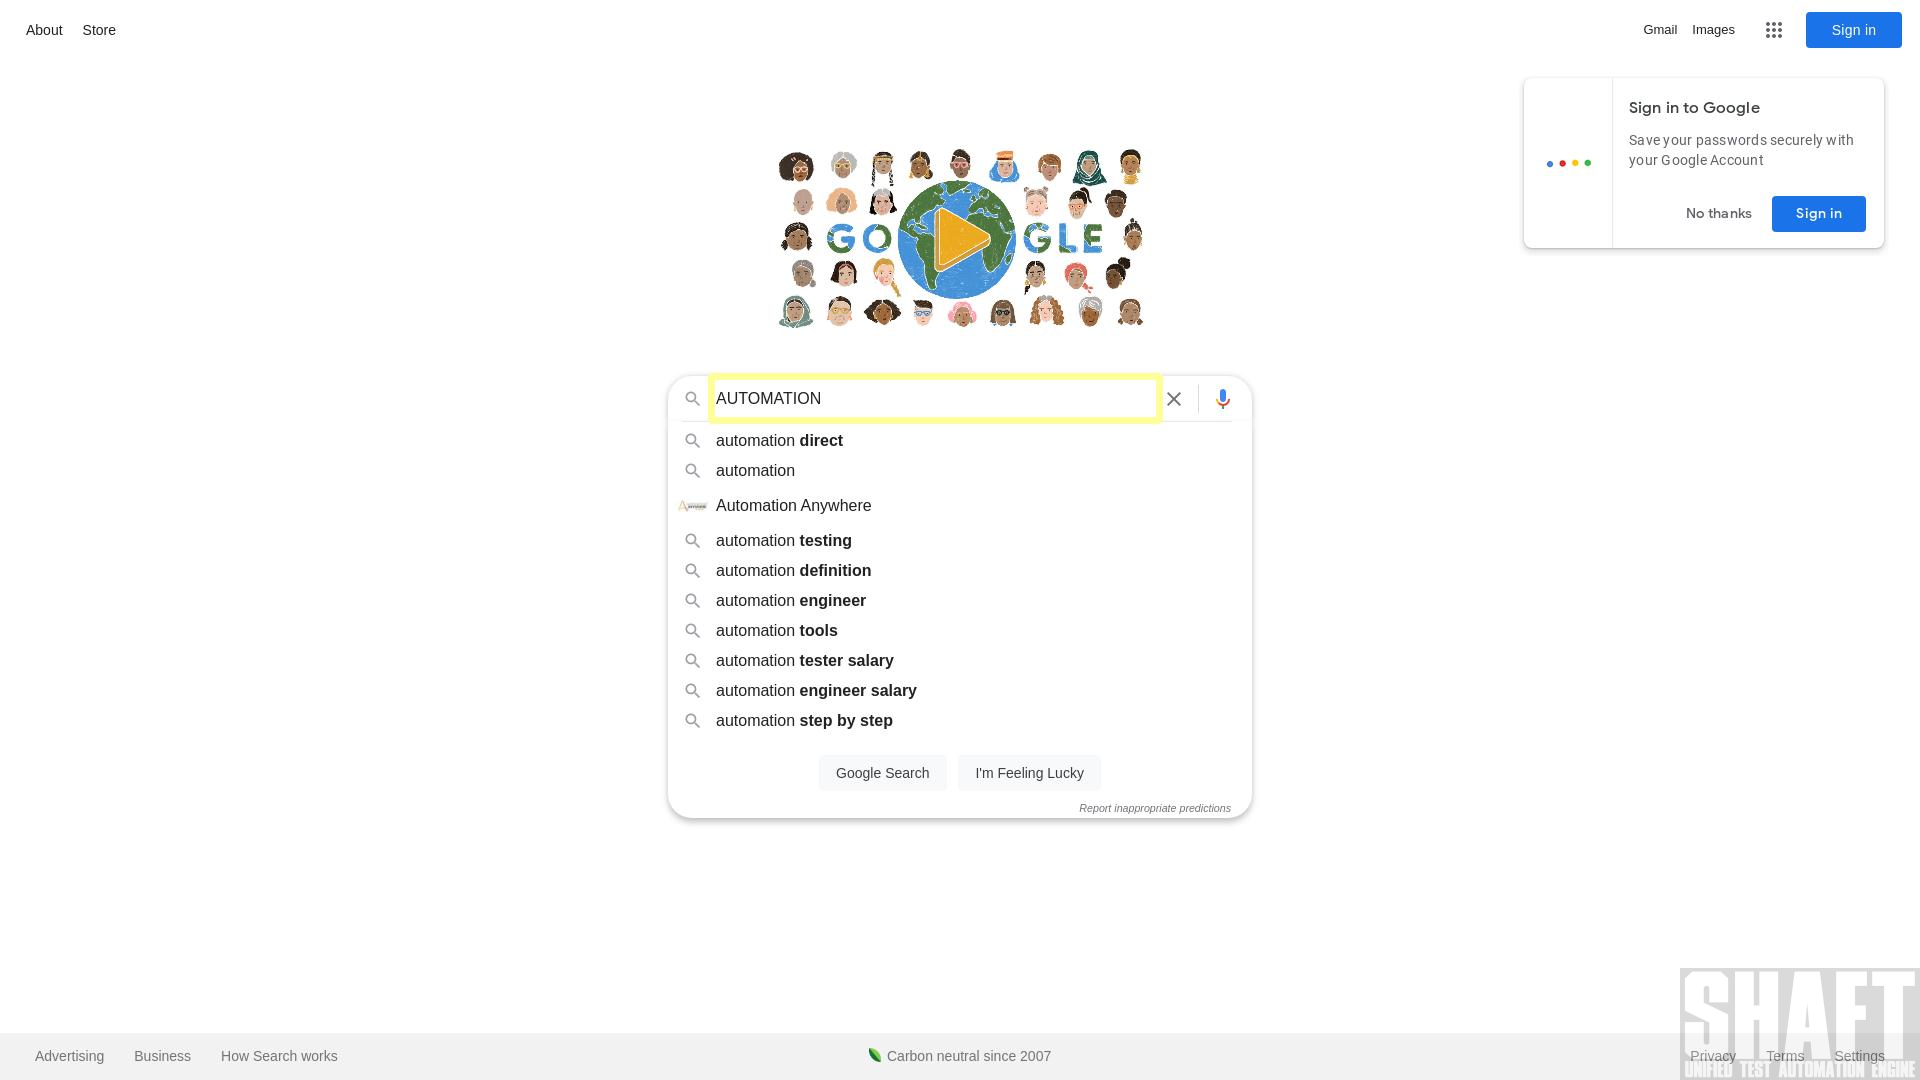 About Store
Gmail Images Sign in
Sign in to Google
Save your passwords securely with
your Google Account
No thanks Sign in
GO GLE
AUTOMATION
automation direct
automation
Automation Anywhere
automation testing
automation definition
automation engineer
automation tools
automation tester salary
automation engineer salary
automation step by step
Google Search I'm Feeling Lucky
Report inappropriate predictions
Advertising Business How Search works
Carbon neutral since 2007
Privacy Terms Settings
SHAFT
UNIFIED TEST AUTOMATION ENGINE